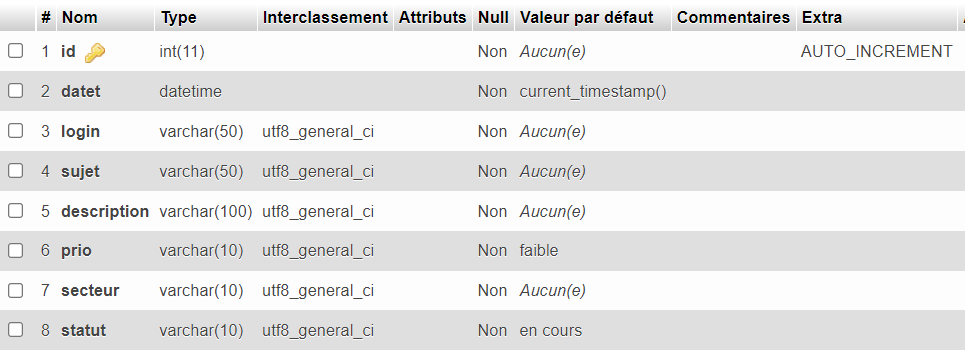 # Nom Type Interclassement Attributs Null Valeur par défaut Commentaires Extra
1 id int(11) Non Aucun(e) AUTO_INCREMENT
2 datet datetime Non current_timestamp()
3 login varchar(50) utf8_general_ci Non Aucun(e)
4 sujet varchar(50) utf8_general_ci Non Aucun(e)
5 description varchar(100) utf8_general_ci Non Aucun(e)
6 prio varchar(10) utf8_general_ci Non faible
7 secteur varchar(10) utf8_general_ci Non Aucun(e)
8 statut varchar(10) utf8_general_ci Non en cours